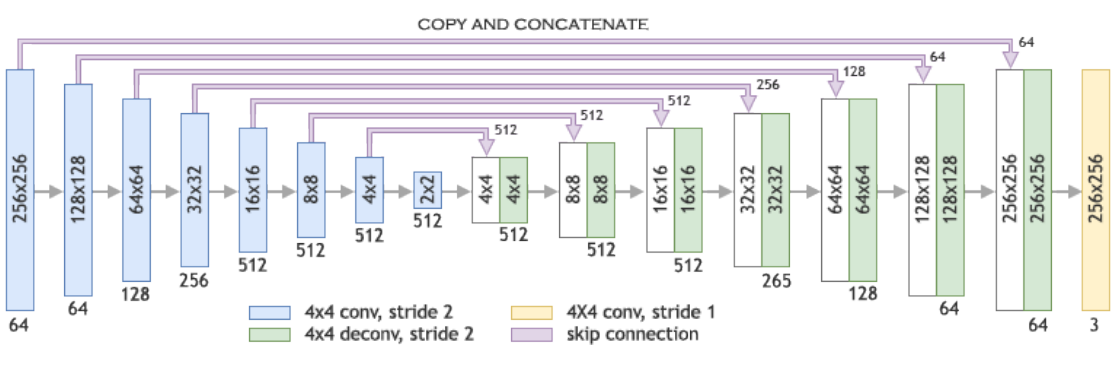 COPY AND CONCATENATE
64
64
128
256
512
512
512
256x256
128x128
64x64
32x32
16x16
8x8
4x4
2x2
4x4
4x4
8x8
8x8
16x16
16x16
32x32
32x32
64x64
64x64
128x128
128x128
256x256
256x256
256x256
64
64
128
256
512
512
512
512
512
512
512
265
128
64
64
3
4x4 conv, stride 2
4X4 conv, stride 1
4x4 deconv, stride 2
skip connection